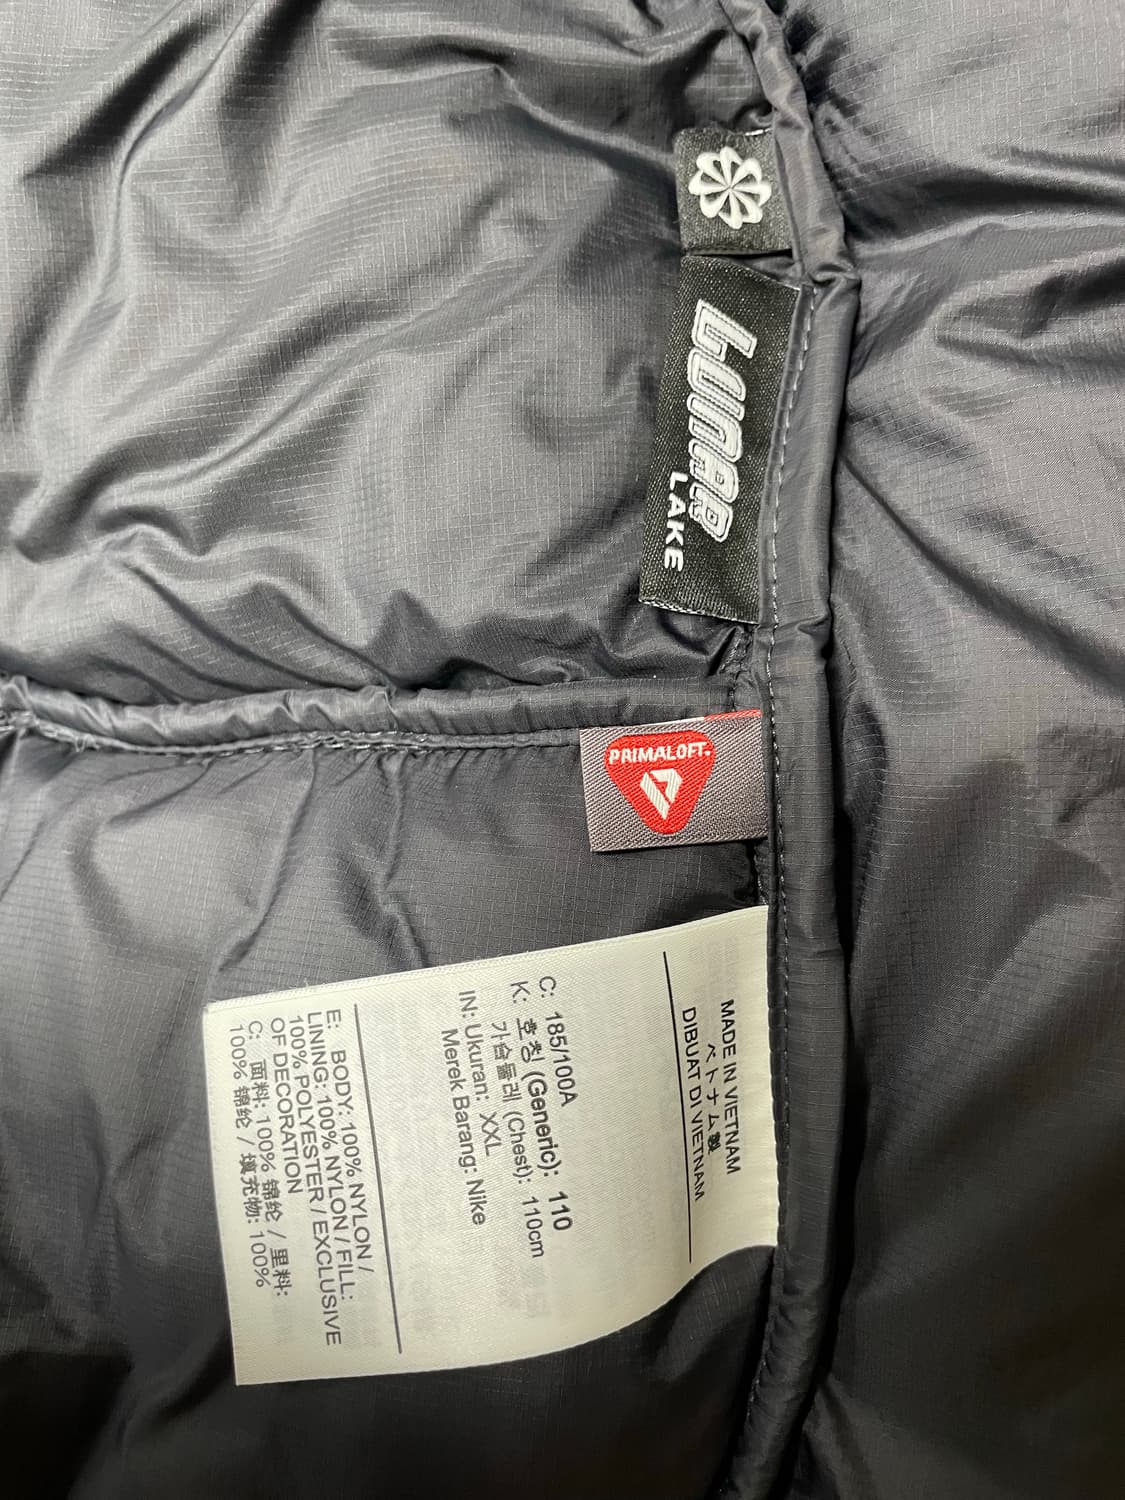 LUNAR
LAKE
PRIMALOFT
MADE IN VIETNAM
ベトナム製
DIBUAT DI VIETNAM
C: 185/100A
K: 호칭 (Generic): 110
가슴둘레 (Chest): 110cm
IN: Ukuran: XXL
Merek Barang: Nike
E: BODY: 100% NYLON /
LINING: 100% NYLON / FILL:
100% POLYESTER / EXCLUSIVE
OF DECORATION
C: 面料: 100% 锦纶 / 里料:
100% 锦纶 / 填充物: 100%